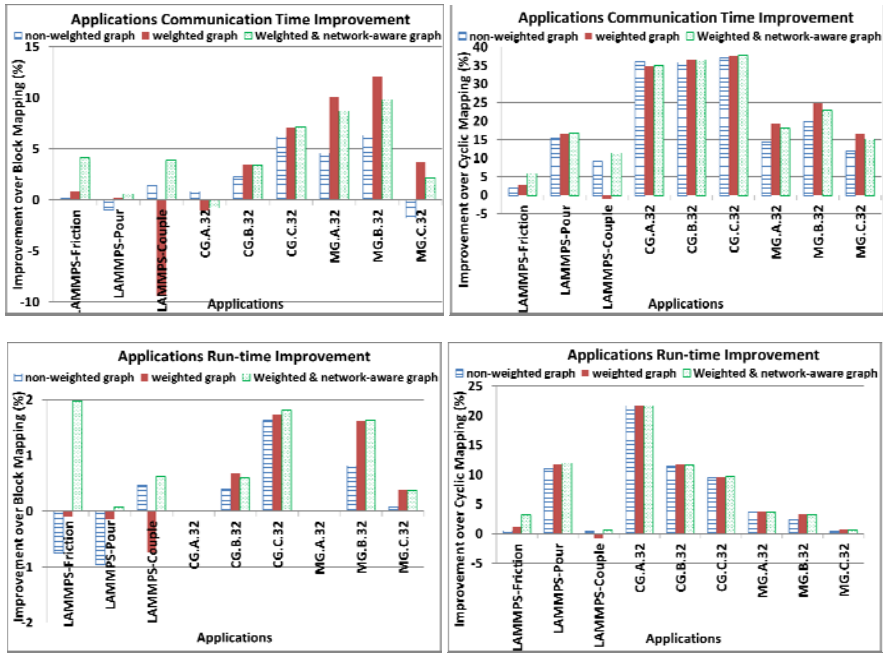 Applications Communication Time Improvement
non-weighted graph weighted graph Weighted & network-aware graph
Improvement over Block Mapping (%)
15
10
5
0
-5
-10
LAMMPS-Friction
LAMMPS-Pour
LAMMPS-Couple
CG.A.32
CG.B.32
CG.C.32
MG.A.32
MG.B.32
MG.C.32
Applications
Applications Communication Time Improvement
non-weighted graph weighted graph Weighted & network-aware graph
Improvement over Cyclic Mapping (%)
40
35
30
25
20
15
10
5
0
-5
LAMMPS-Friction
LAMMPS-Pour
LAMMPS-Couple
CG.A.32
CG.B.32
CG.C.32
MG.A.32
MG.B.32
MG.C.32
Applications
Applications Run-time Improvement
non-weighted graph weighted graph Weighted & network-aware graph
Improvement over Block Mapping (%)
2
1
0
-1
-2
LAMMPS-Friction
LAMMPS-Pour
LAMMPS-Couple
CG.A.32
CG.B.32
CG.C.32
MG.A.32
MG.B.32
MG.C.32
Applications
Applications Run-time Improvement
non-weighted graph weighted graph Weighted & network-aware graph
Improvement over Cyclic Mapping (%)
25
20
15
10
5
0
-5
LAMMPS-Friction
LAMMPS-Pour
LAMMPS-Couple
CG.A.32
CG.B.32
CG.C.32
MG.A.32
MG.B.32
MG.C.32
Applications